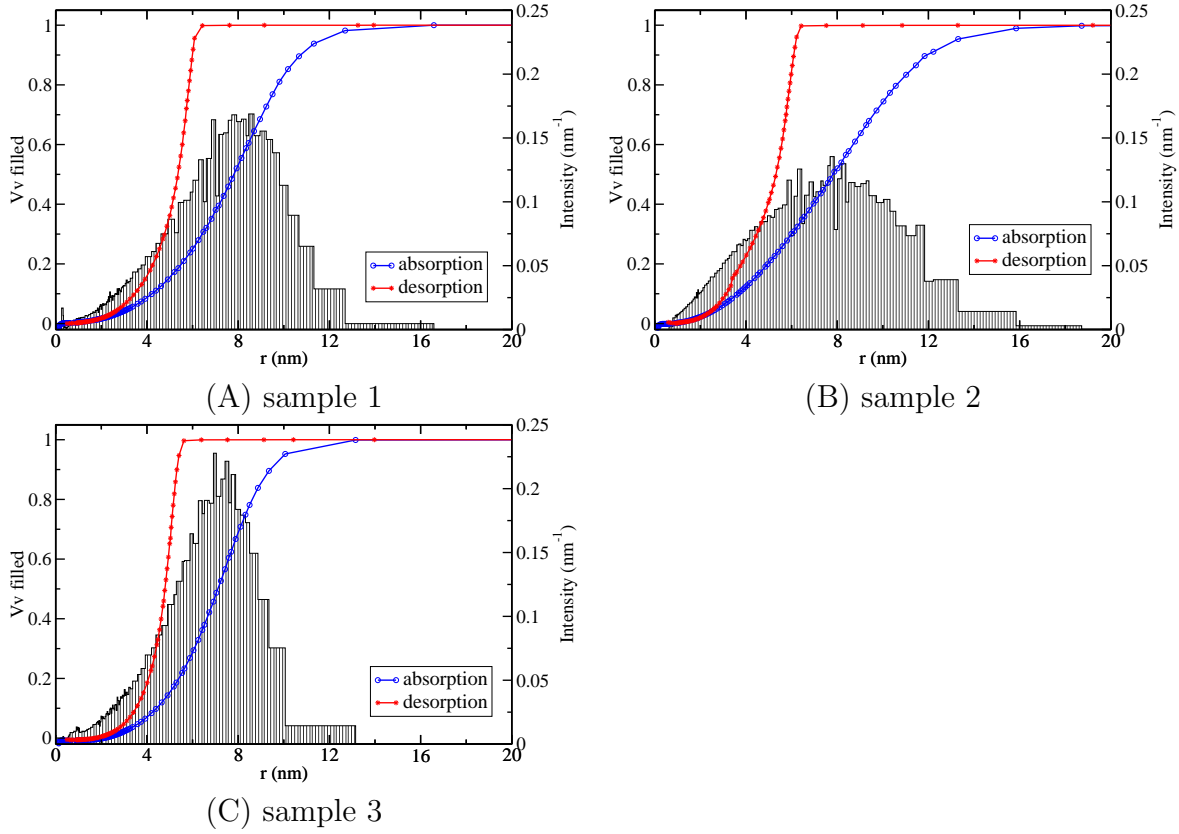 1
0.8
0.6
0.4
0.2
0
Vv filled
0.25
0.2
0.15
0.1
0.05
0
Intensity (nm-1)
absorption
desorption
0 4 8 12 16 20
r (nm)
(A) sample 1
1
0.8
0.6
0.4
0.2
0
Vv filled
0.25
0.2
0.15
0.1
0.05
0
Intensity (nm-1)
absorption
desorption
0 4 8 12 16 20
r (nm)
(B) sample 2
1
0.8
0.6
0.4
0.2
0
Vv filled
0.25
0.2
0.15
0.1
0.05
0
Intensity (nm-1)
absorption
desorption
0 4 8 12 16 20
r (nm)
(C) sample 3